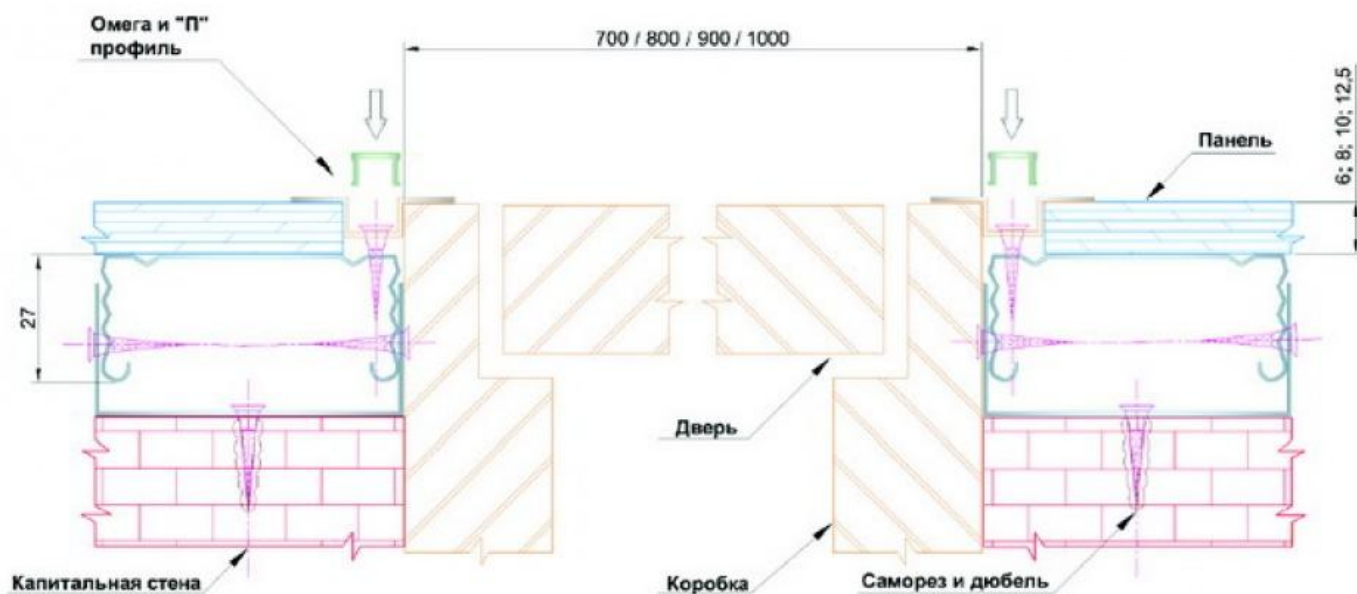 Омега и "П"
профиль
700 / 800 / 900 / 1000
6; 8; 10; 12,5
Панель
27
Дверь
Капитальная стена
Коробка
Саморез и дюбель